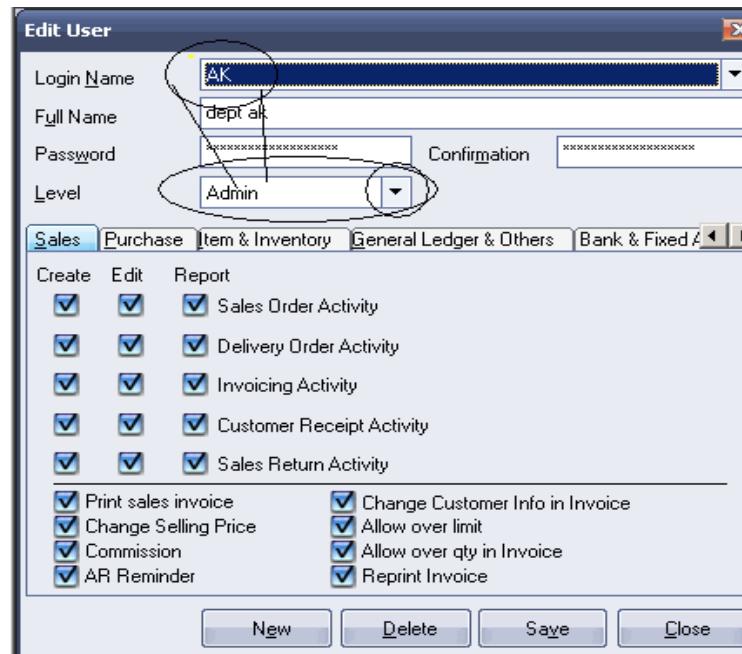 Edit User
Login Name AK
Full Name dept ak
Password ****************** Confirmation ******************
Level Admin
Sales Purchase Item & Inventory General Ledger & Others Bank & Fixed
Create Edit Report
Sales Order Activity
Delivery Order Activity
Invoicing Activity
Customer Receipt Activity
Sales Return Activity
Print sales invoice Change Customer Info in Invoice
Change Selling Price Allow over limit
Commission Allow over qty in Invoice
AR Reminder Reprint Invoice
New Delete Save Close